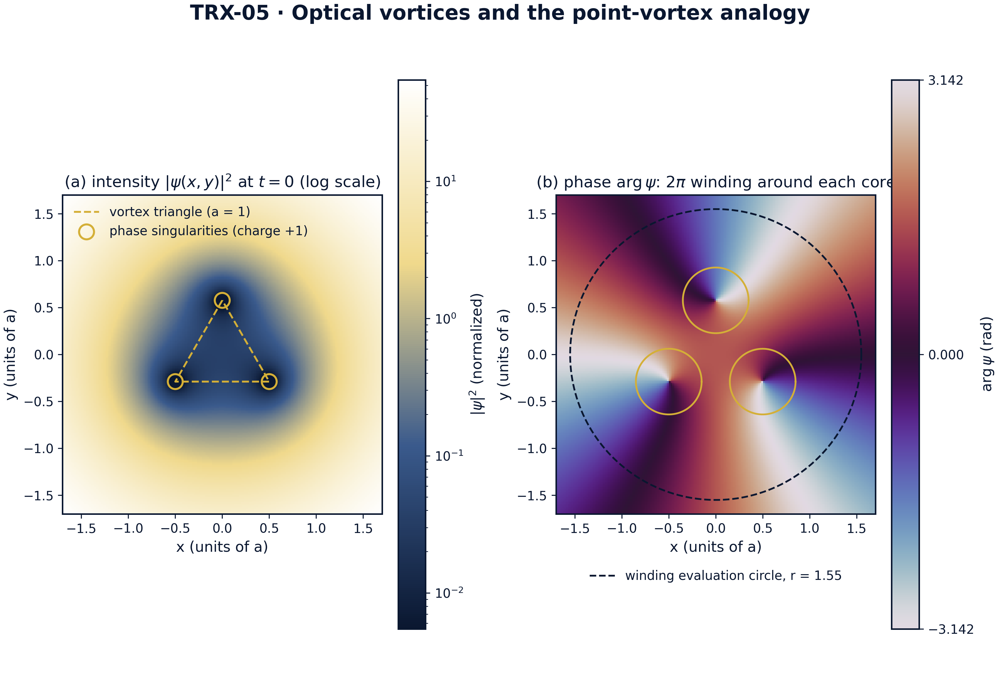 TRX-05 · Optical vortices and the point-vortex analogy
(a) intensity |ψ(x, y)|² at t = 0 (log scale)
vortex triangle (a = 1)
phase singularities (charge +1)
1.5
1.0
0.5
0.0
−0.5
−1.0
−1.5
y (units of a)
−1.5 −1.0 −0.5 0.0 0.5 1.0 1.5
x (units of a)
10¹
10⁰
10⁻¹
10⁻²
|ψ|² (normalized)
(b) phase arg ψ: 2π winding around each core
1.5
1.0
0.5
0.0
−0.5
−1.0
−1.5
y (units of a)
−1.5 −1.0 −0.5 0.0 0.5 1.0 1.5
x (units of a)
winding evaluation circle, r = 1.55
3.142
0.000
−3.142
arg ψ (rad)